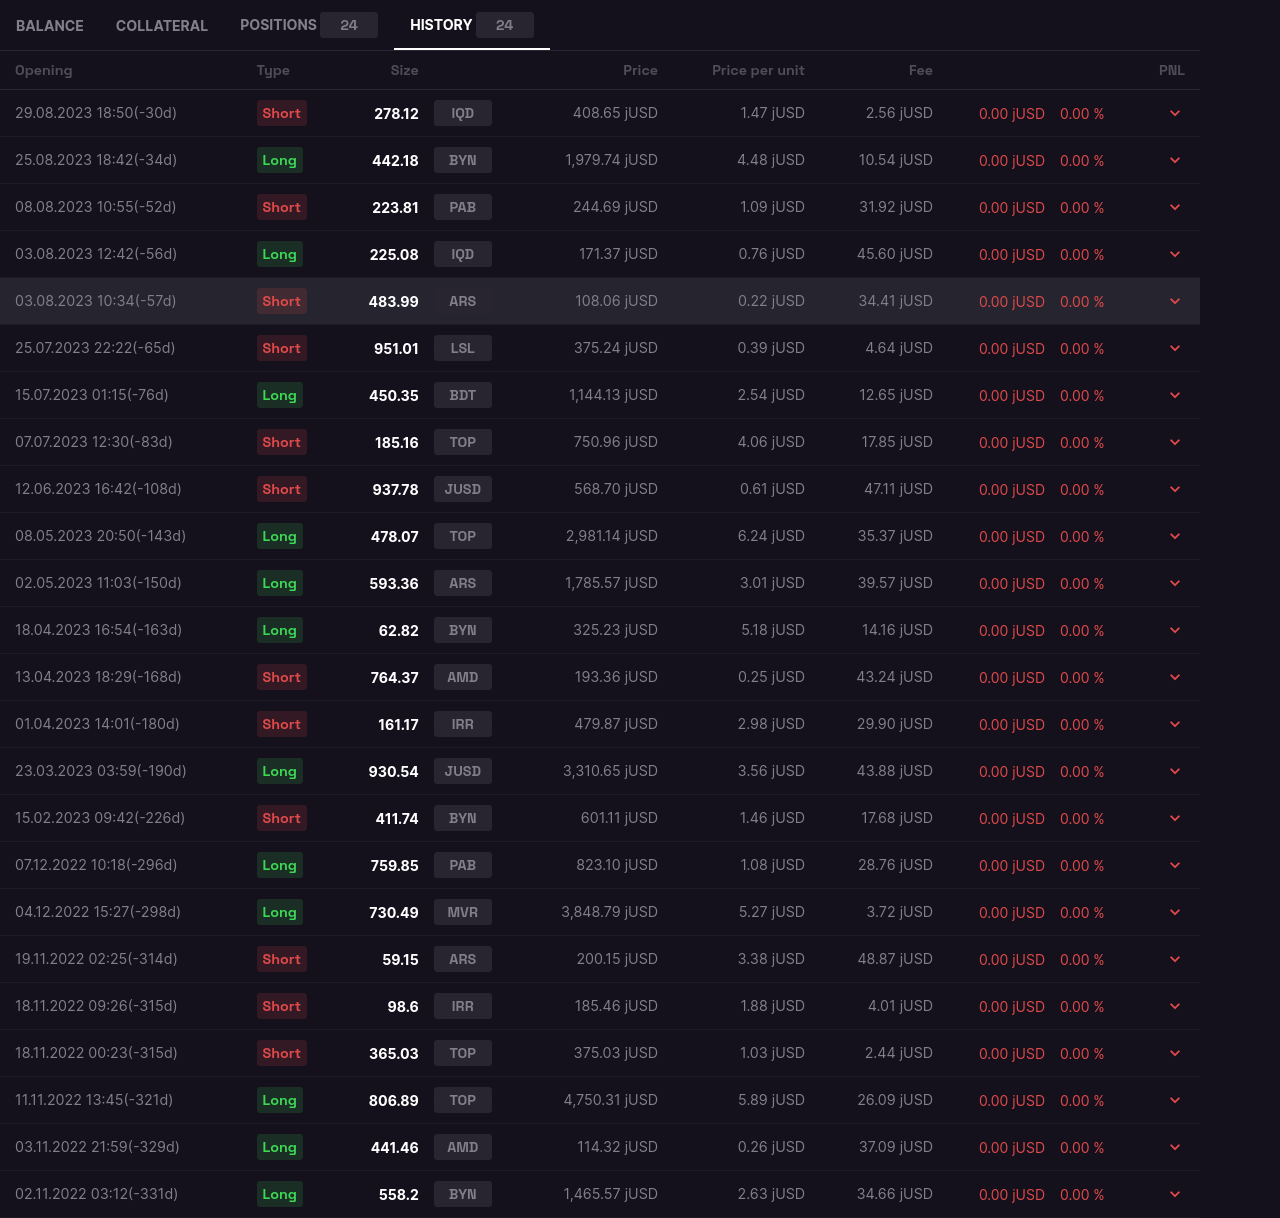 BALANCE COLLATERAL POSITIONS 24 HISTORY 24
Opening Type Size Price Price per unit Fee PNL
29.08.2023 18:50(-30d) Short 278.12 IQD 408.65 jUSD 1.47 jUSD 2.56 jUSD 0.00 jUSD 0.00 %
25.08.2023 18:42(-34d) Long 442.18 BYN 1,979.74 jUSD 4.48 jUSD 10.54 jUSD 0.00 jUSD 0.00 %
08.08.2023 10:55(-52d) Short 223.81 PAB 244.69 jUSD 1.09 jUSD 31.92 jUSD 0.00 jUSD 0.00 %
03.08.2023 12:42(-56d) Long 225.08 IQD 171.37 jUSD 0.76 jUSD 45.60 jUSD 0.00 jUSD 0.00 %
03.08.2023 10:34(-57d) Short 483.99 ARS 108.06 jUSD 0.22 jUSD 34.41 jUSD 0.00 jUSD 0.00 %
25.07.2023 22:22(-65d) Short 951.01 LSL 375.24 jUSD 0.39 jUSD 4.64 jUSD 0.00 jUSD 0.00 %
15.07.2023 01:15(-76d) Long 450.35 BDT 1,144.13 jUSD 2.54 jUSD 12.65 jUSD 0.00 jUSD 0.00 %
07.07.2023 12:30(-83d) Short 185.16 TOP 750.96 jUSD 4.06 jUSD 17.85 jUSD 0.00 jUSD 0.00 %
12.06.2023 16:42(-108d) Short 937.78 JUSD 568.70 jUSD 0.61 jUSD 47.11 jUSD 0.00 jUSD 0.00 %
08.05.2023 20:50(-143d) Long 478.07 TOP 2,981.14 jUSD 6.24 jUSD 35.37 jUSD 0.00 jUSD 0.00 %
02.05.2023 11:03(-150d) Long 593.36 ARS 1,785.57 jUSD 3.01 jUSD 39.57 jUSD 0.00 jUSD 0.00 %
18.04.2023 16:54(-163d) Long 62.82 BYN 325.23 jUSD 5.18 jUSD 14.16 jUSD 0.00 jUSD 0.00 %
13.04.2023 18:29(-168d) Short 764.37 AMD 193.36 jUSD 0.25 jUSD 43.24 jUSD 0.00 jUSD 0.00 %
01.04.2023 14:01(-180d) Short 161.17 IRR 479.87 jUSD 2.98 jUSD 29.90 jUSD 0.00 jUSD 0.00 %
23.03.2023 03:59(-190d) Long 930.54 JUSD 3,310.65 jUSD 3.56 jUSD 43.88 jUSD 0.00 jUSD 0.00 %
15.02.2023 09:42(-226d) Short 411.74 BYN 601.11 jUSD 1.46 jUSD 17.68 jUSD 0.00 jUSD 0.00 %
07.12.2022 10:18(-296d) Long 759.85 PAB 823.10 jUSD 1.08 jUSD 28.76 jUSD 0.00 jUSD 0.00 %
04.12.2022 15:27(-298d) Long 730.49 MVR 3,848.79 jUSD 5.27 jUSD 3.72 jUSD 0.00 jUSD 0.00 %
19.11.2022 02:25(-314d) Short 59.15 ARS 200.15 jUSD 3.38 jUSD 48.87 jUSD 0.00 jUSD 0.00 %
18.11.2022 09:26(-315d) Short 98.6 IRR 185.46 jUSD 1.88 jUSD 4.01 jUSD 0.00 jUSD 0.00 %
18.11.2022 00:23(-315d) Short 365.03 TOP 375.03 jUSD 1.03 jUSD 2.44 jUSD 0.00 jUSD 0.00 %
11.11.2022 13:45(-321d) Long 806.89 TOP 4,750.31 jUSD 5.89 jUSD 26.09 jUSD 0.00 jUSD 0.00 %
03.11.2022 21:59(-329d) Long 441.46 AMD 114.32 jUSD 0.26 jUSD 37.09 jUSD 0.00 jUSD 0.00 %
02.11.2022 03:12(-331d) Long 558.2 BYN 1,465.57 jUSD 2.63 jUSD 34.66 jUSD 0.00 jUSD 0.00 %